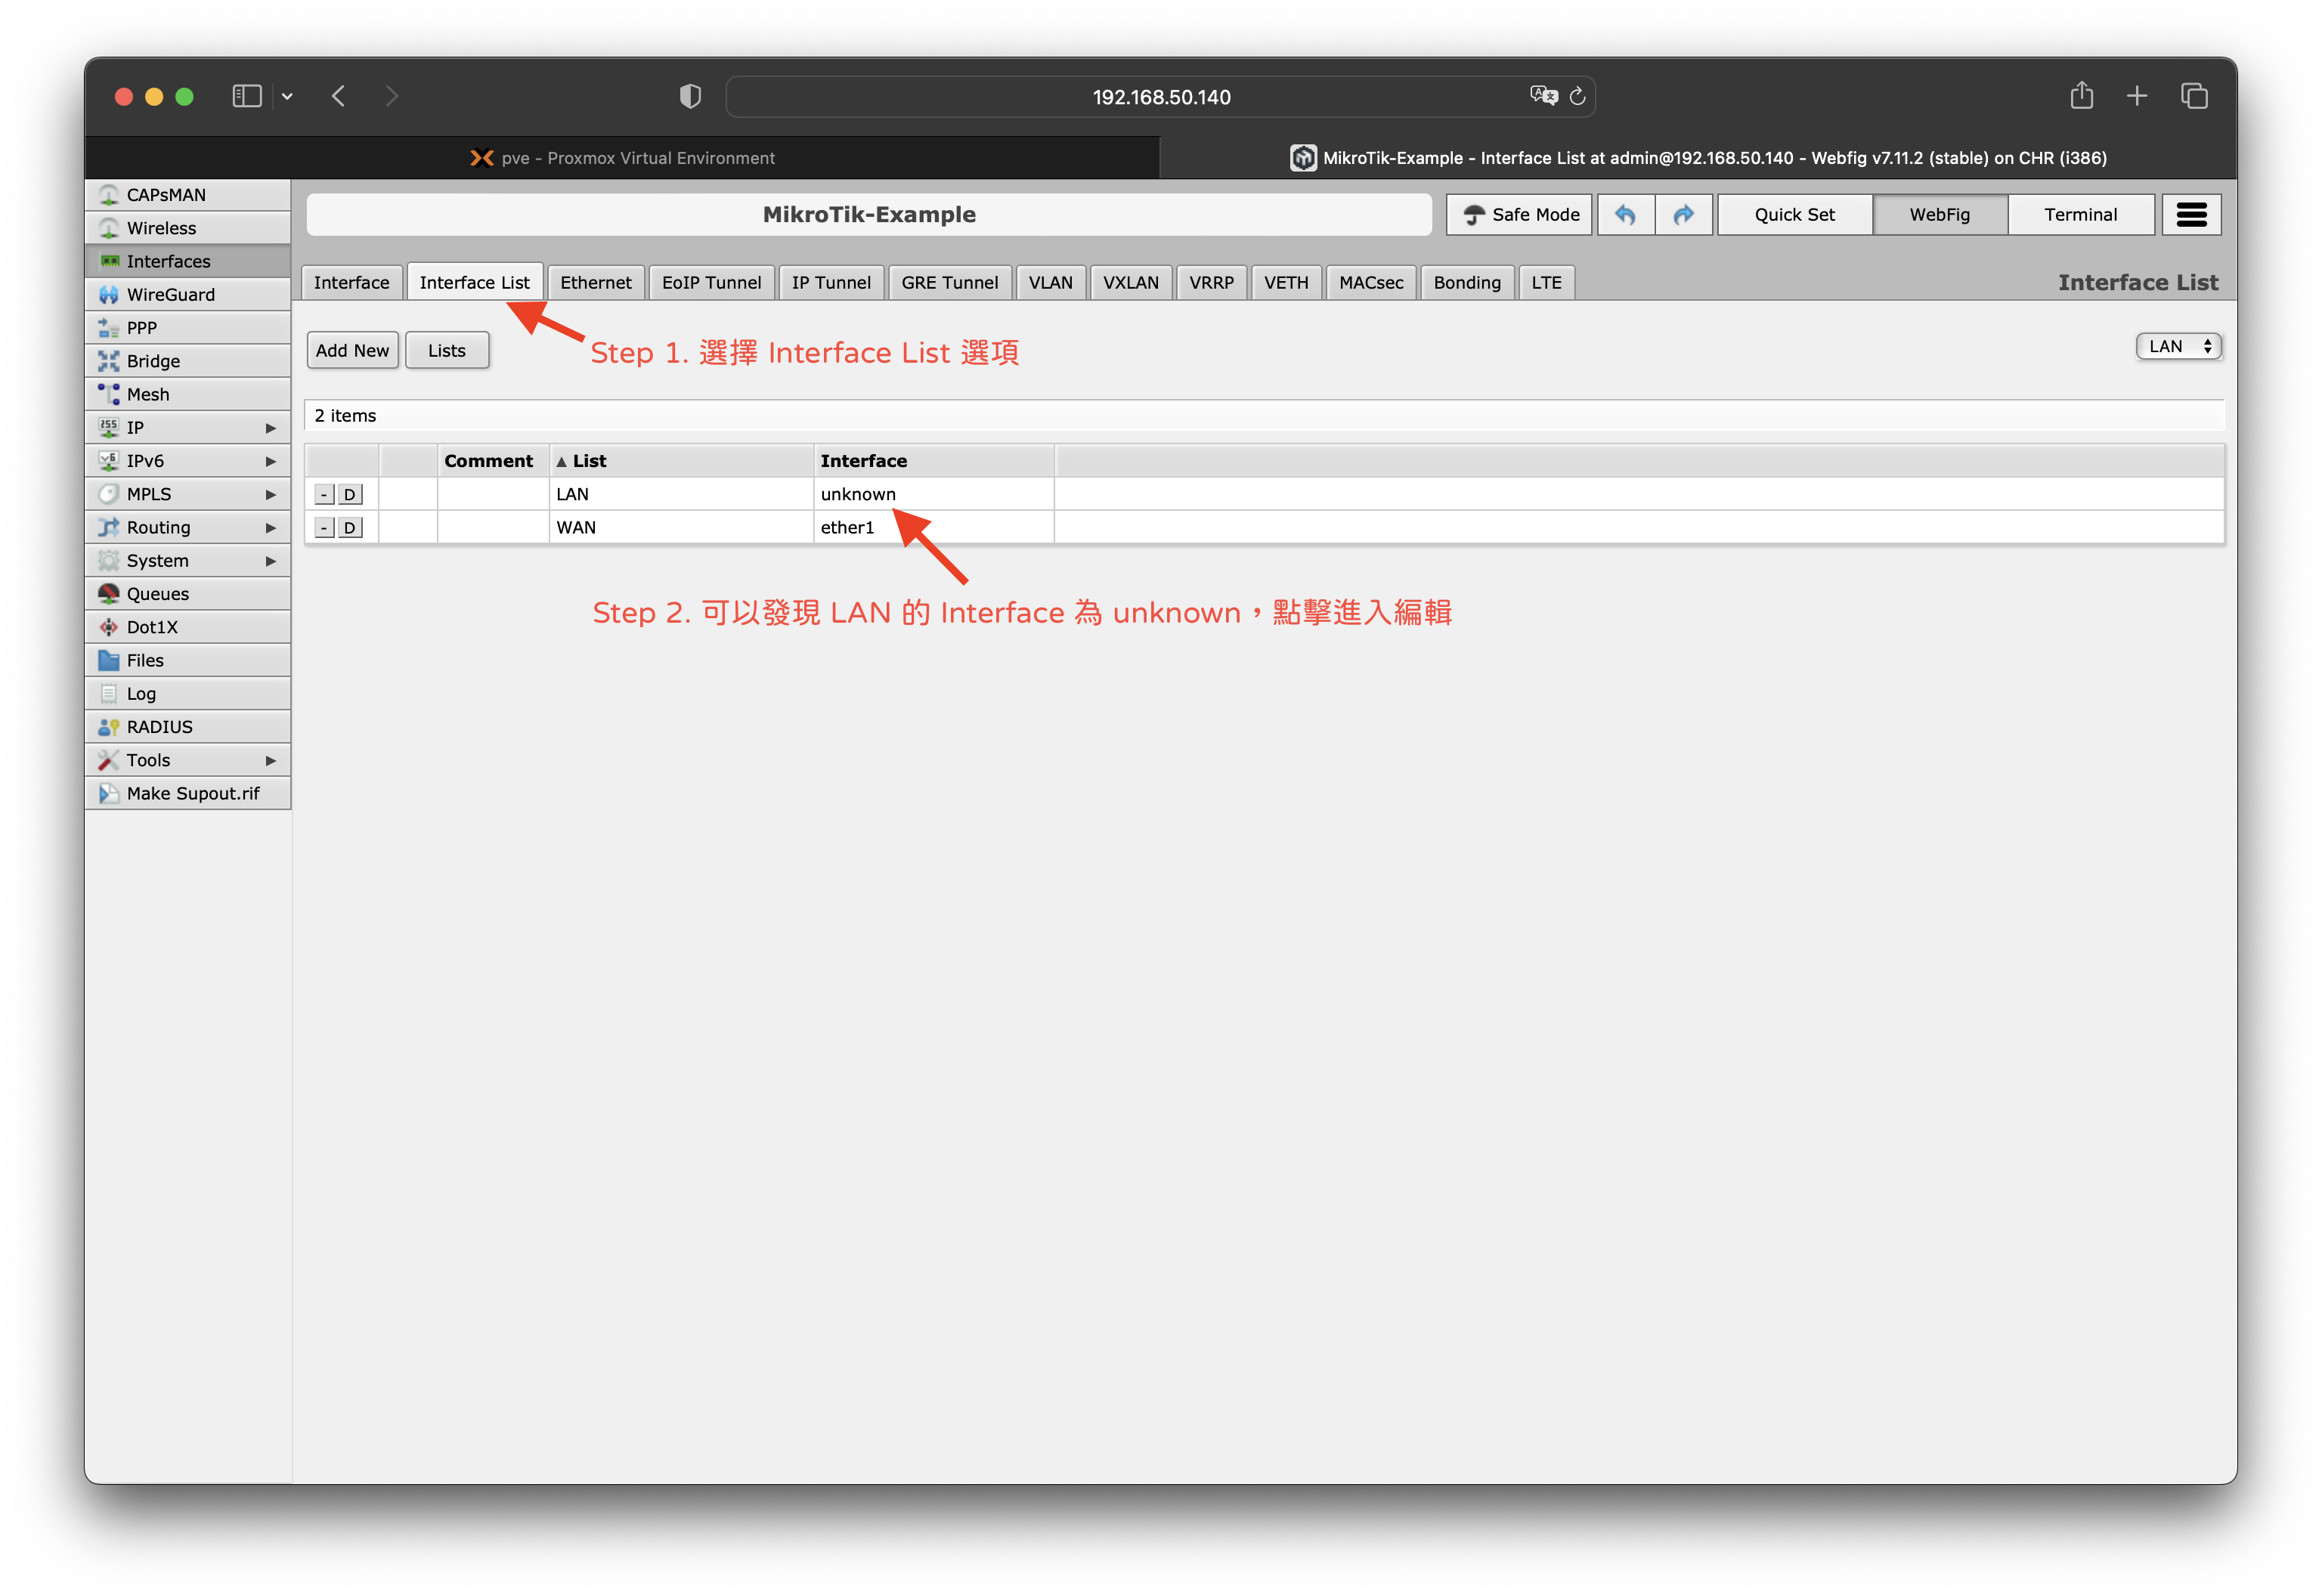 192.168.50.140
pve - Proxmox Virtual Environment
MikroTik-Example - Interface List at admin@192.168.50.140 - Webfig v7.11.2 (stable) on CHR (i386)
CAPsMAN
Wireless
Interfaces
WireGuard
PPP
Bridge
Mesh
IP
IPv6
MPLS
Routing
System
Queues
Dot1X
Files
Log
RADIUS
Tools
Make Supout.rif
MikroTik-Example
Safe Mode
Quick Set
WebFig
Terminal
Interface
Interface List
Ethernet
EoIP Tunnel
IP Tunnel
GRE Tunnel
VLAN
VXLAN
VRRP
VETH
MACsec
Bonding
LTE
Interface List
Add New
Lists
Step 1. 選擇 Interface List 選項
LAN
2 items
Comment ▲ List Interface
- D LAN unknown
- D WAN ether1
Step 2. 可以發現 LAN 的 Interface 為 unknown，點擊進入編輯